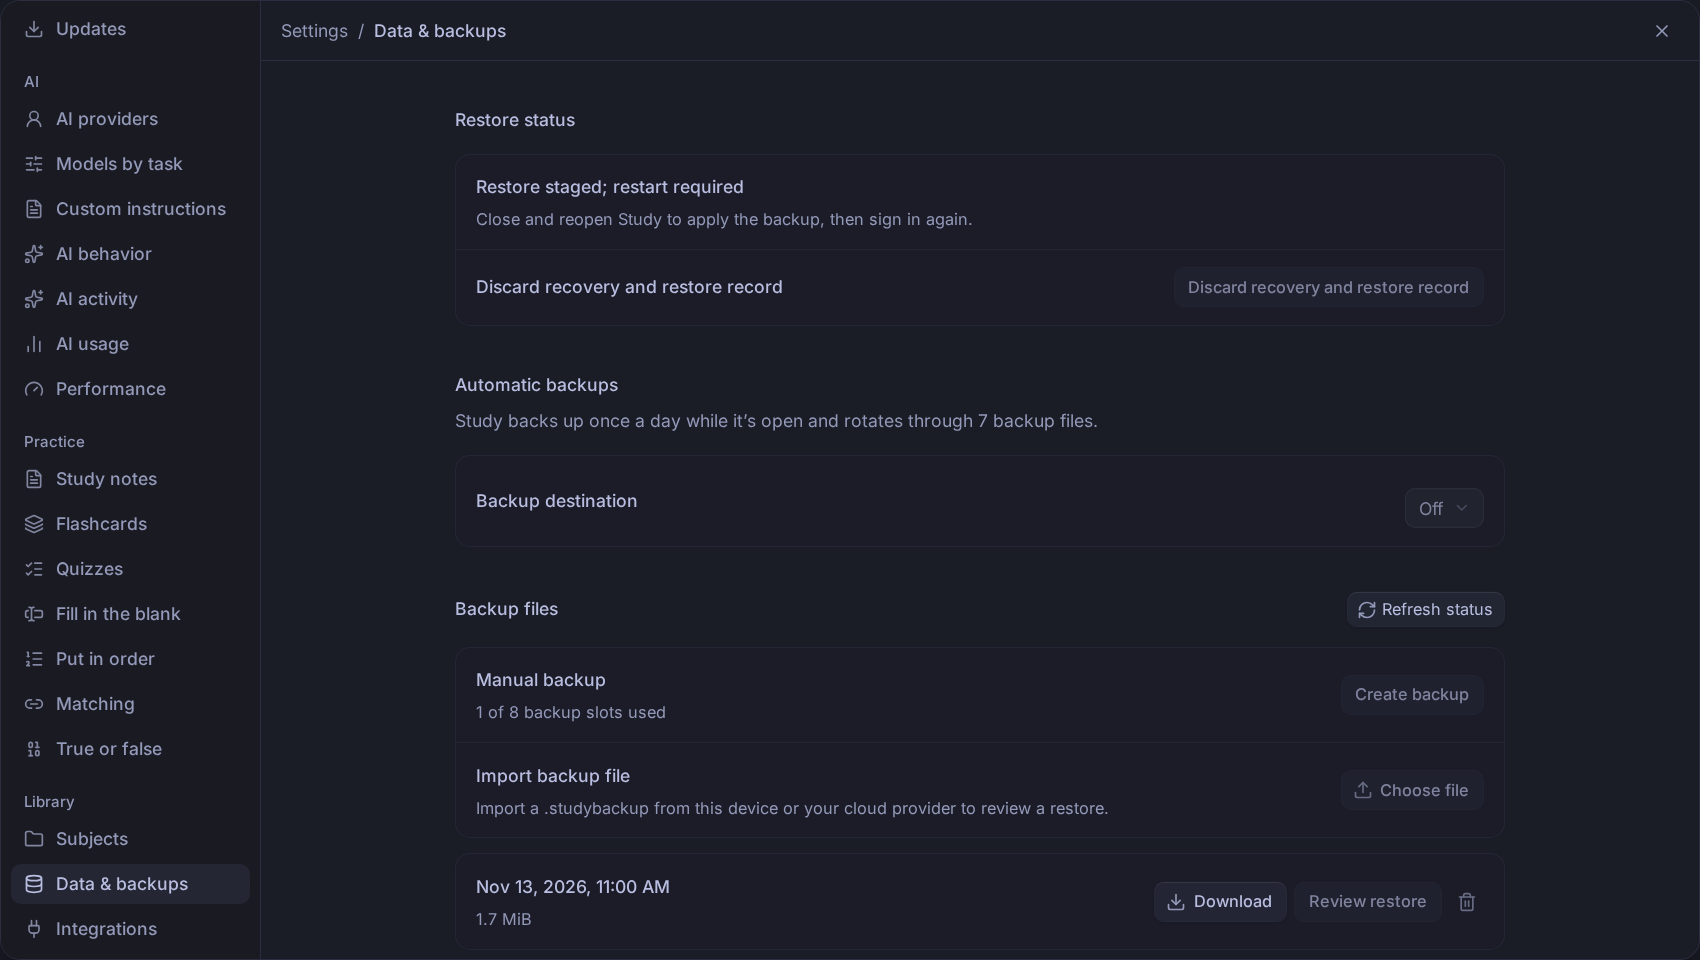 Updates
AI
AI providers
Models by task
Custom instructions
AI behavior
AI activity
AI usage
Performance
Practice
Study notes
Flashcards
Quizzes
Fill in the blank
Put in order
Matching
True or false
Library
Subjects
Data & backups
Integrations
Settings / Data & backups
Restore status
Restore staged; restart required
Close and reopen Study to apply the backup, then sign in again.
Discard recovery and restore record
Discard recovery and restore record
Automatic backups
Study backs up once a day while it’s open and rotates through 7 backup files.
Backup destination
Off
Backup files
Refresh status
Manual backup
1 of 8 backup slots used
Create backup
Import backup file
Import a .studybackup from this device or your cloud provider to review a restore.
Choose file
Nov 13, 2026, 11:00 AM
1.7 MiB
Download
Review restore